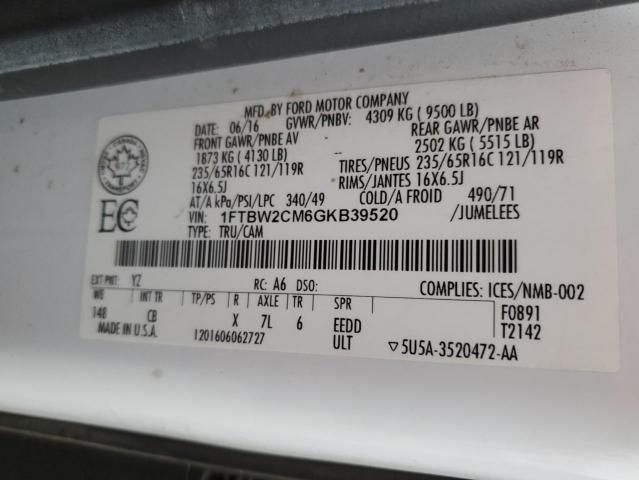 MFD. BY FORD MOTOR COMPANY
DATE: 06/16 GVWR/PNBV: 4309 KG ( 9500 LB)
FRONT GAWR/PNBE AV REAR GAWR/PNBE AR
1873 KG ( 4130 LB) 2502 KG ( 5515 LB)
235/65R16C 121/119R TIRES/PNEUS 235/65R16C 121/119R
16X6.5J RIMS/JANTES 16X6.5J
AT/A kPa/PSI/LPC 340/49 COLD/A FROID 490/71
VIN: 1FTBW2CM6GKB39520 /JUMELEES
TYPE: TRU/CAM
EC
EXT PNT: YZ RC: A6 DSO: COMPLIES: ICES/NMB-002
WB INT TR TP/PS R AXLE TR SPR F0891
148 CB X 7L 6 EEDD T2142
MADE IN U.S.A. 1201606062727 ULT ▽5U5A-3520472-AA